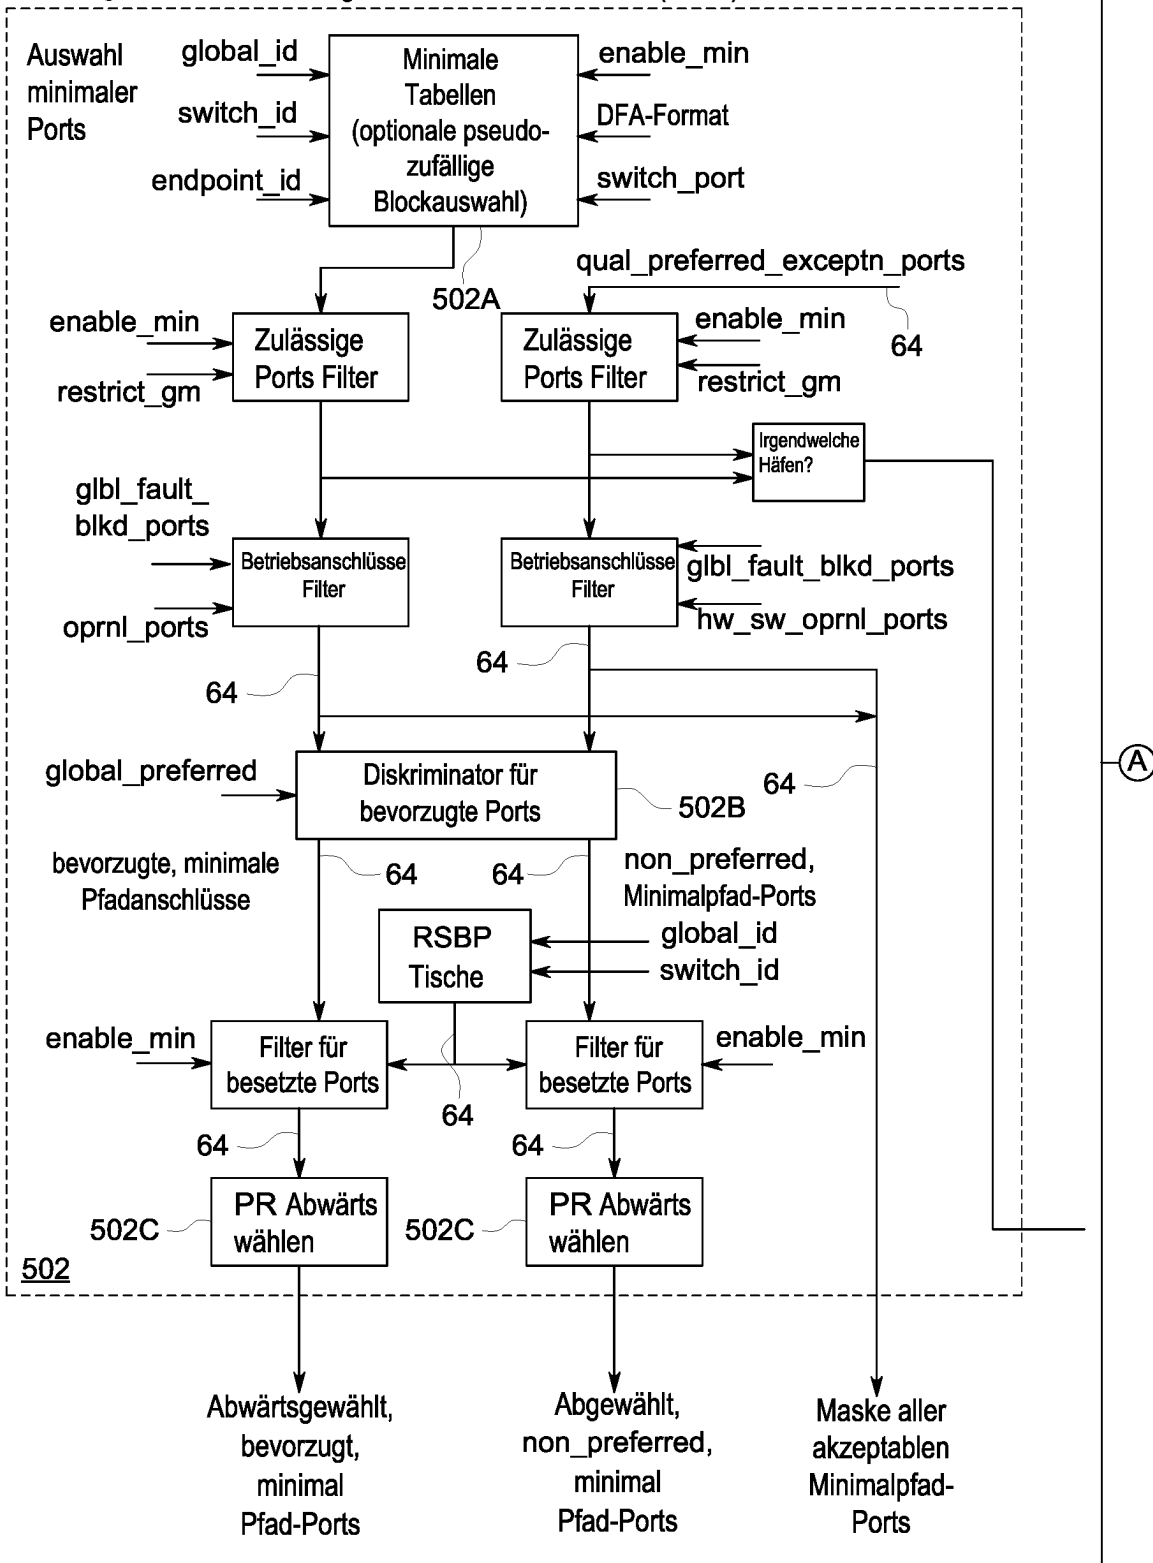 Auswahl
minimaler
Ports
global_id
switch_id
endpoint_id
Minimale
Tabellen
(optionale pseudo-
zufällige
Blockauswahl)
enable_min
DFA-Format
switch_port
502A
qual_preferred_exceptn_ports
64
enable_min
restrict_gm
Zulässige
Ports Filter
Zulässige
Ports Filter
enable_min
restrict_gm
Irgendwelche
Häfen?
glbl_fault_
blkd_ports
oprnl_ports
Betriebsanschlüsse
Filter
Betriebsanschlüsse
Filter
glbl_fault_blkd_ports
hw_sw_oprnl_ports
64
64
global_preferred
Diskriminator für
bevorzugte Ports
502B
64
A
bevorzugte, minimale
Pfadanschlüsse
64
64
non_preferred,
Minimalpfad-Ports
RSBP
Tische
global_id
switch_id
enable_min
Filter für
besetzte Ports
64
Filter für
besetzte Ports
enable_min
64
64
502C
PR Abwärts
wählen
502C
PR Abwärts
wählen
502
Abwärtsgewählt,
bevorzugt,
minimal
Pfad-Ports
Abgewählt,
non_preferred,
minimal
Pfad-Ports
Maske aller
akzeptablen
Minimalpfad-
Ports